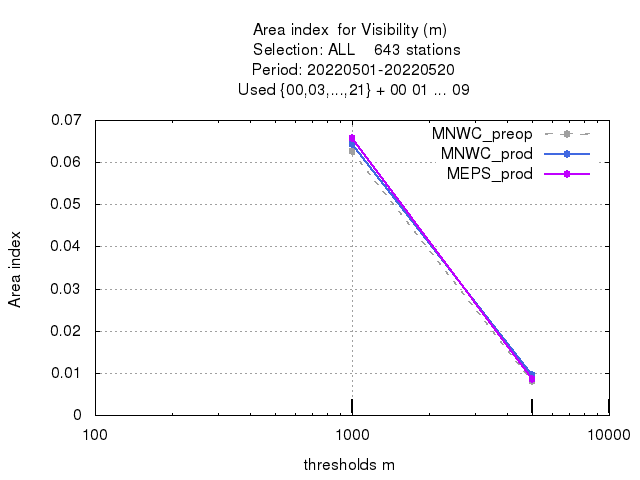 Area index  for Visibility (m)
Selection: ALL    643 stations
Period: 20220501-20220520
Used {00,03,...,21} + 00 01 ... 09
MNWC_preop
MNWC_prod
MEPS_prod
0.07
0.06
0.05
0.04
0.03
0.02
0.01
0
Area index
100
1000
10000
thresholds m